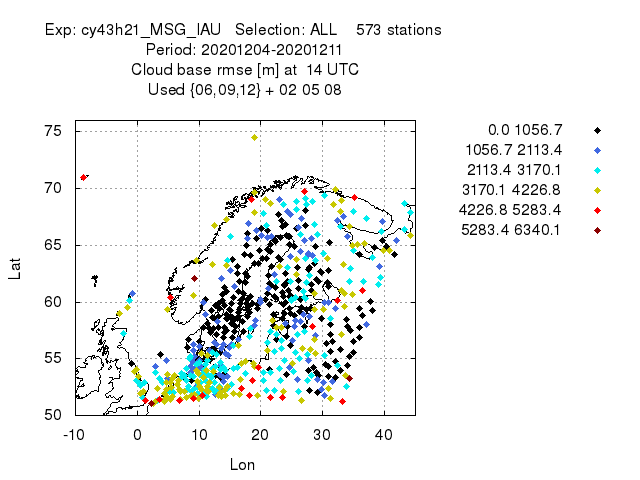 Exp: cy43h21_MSG_IAU Selection: ALL 573 stations
Period: 20201204-20201211
Cloud base rmse [m] at 14 UTC
Used {06,09,12} + 02 05 08
0.0 1056.7
1056.7 2113.4
2113.4 3170.1
3170.1 4226.8
4226.8 5283.4
5283.4 6340.1
75
70
65
60
55
50
Lat
-10 0 10 20 30 40
Lon